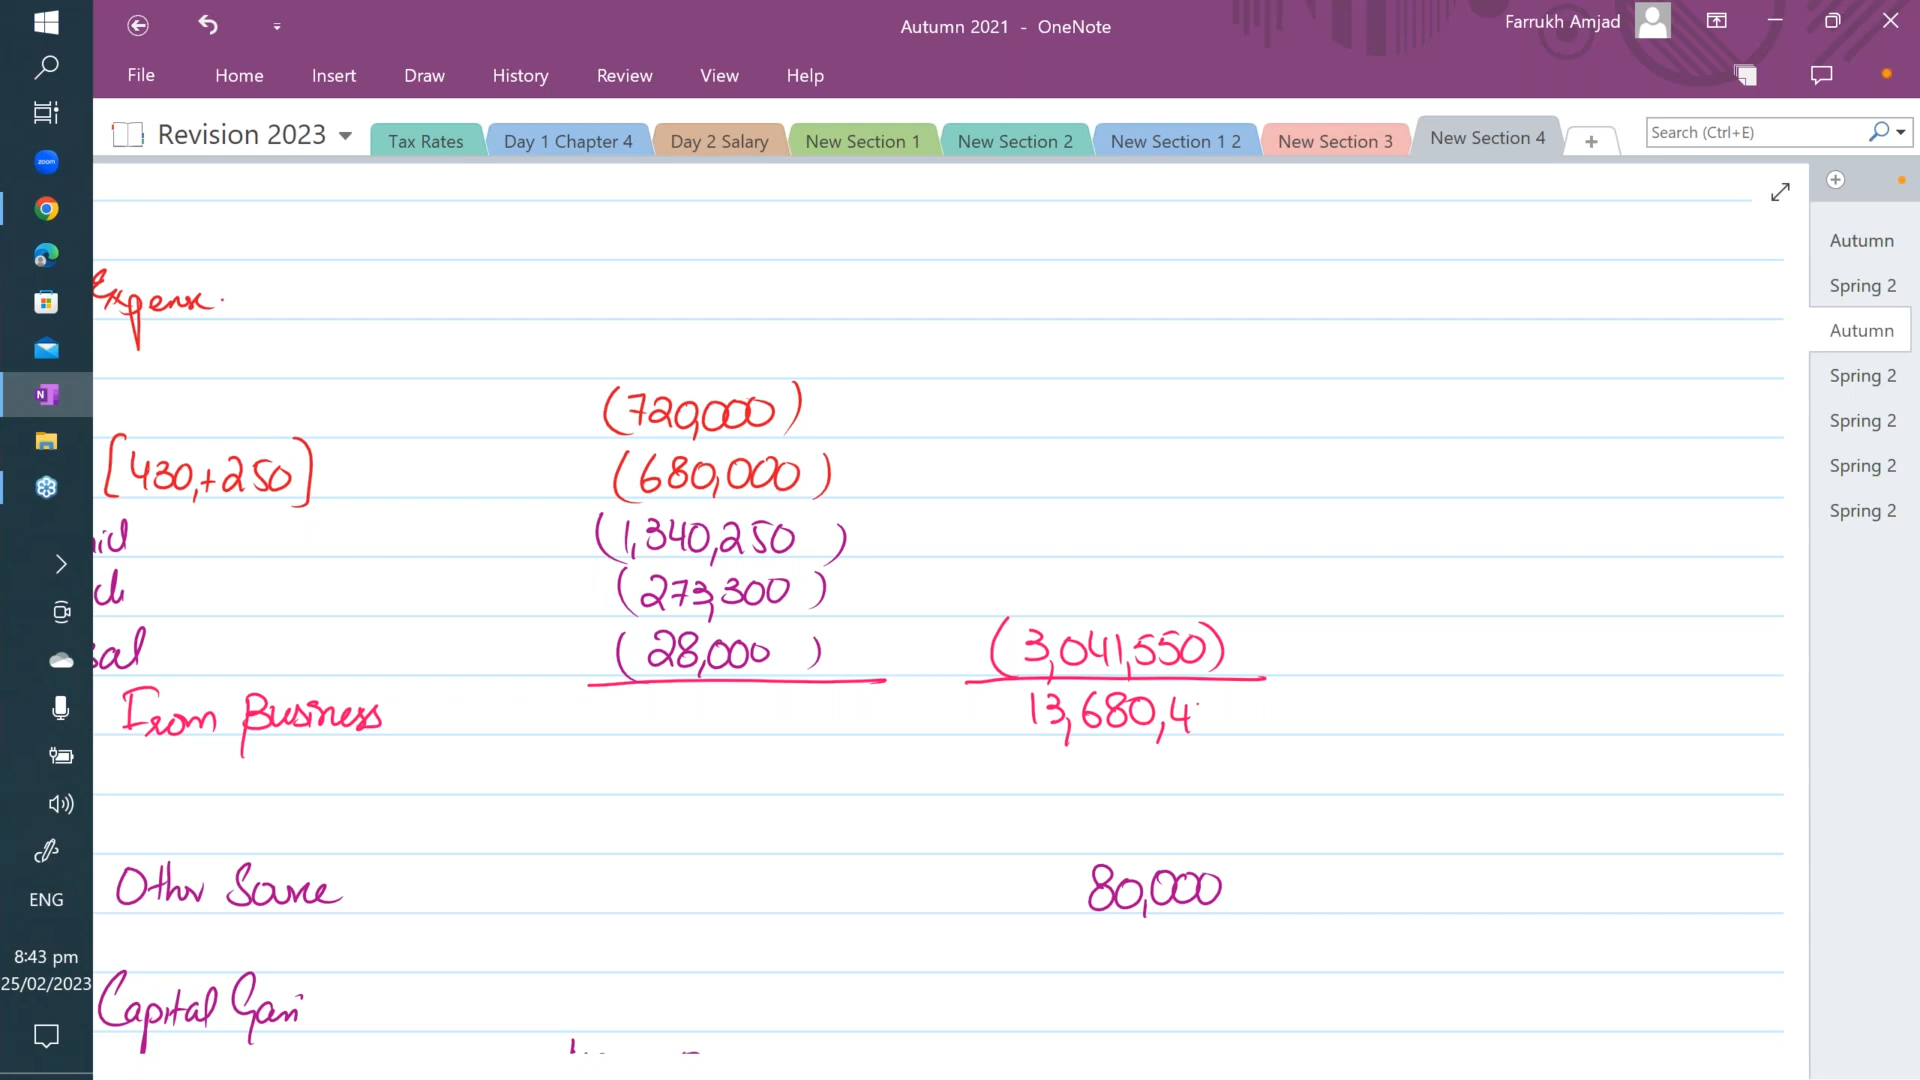 Autumn 2021 - OneNote
Farrukh Amjad
File Home Insert Draw History Review View Help
Revision 2023
Tax Rates
Day 1 Chapter 4
Day 2 Salary
New Section 1
New Section 2
New Section 1 2
New Section 3
New Section 4
Search (Ctrl+E)
zoom
Autumn
Spring 2
Autumn
Spring 2
Spring 2
Spring 2
Spring 2
Expense.
(720,000)
[430,+250] (680,000)
(1,340,250)
(273,300)
(28,000) (3,041,550)
From Business 13,680,4
Other Source 80,000
Capital Gain
ENG
8:43 pm
25/02/2023